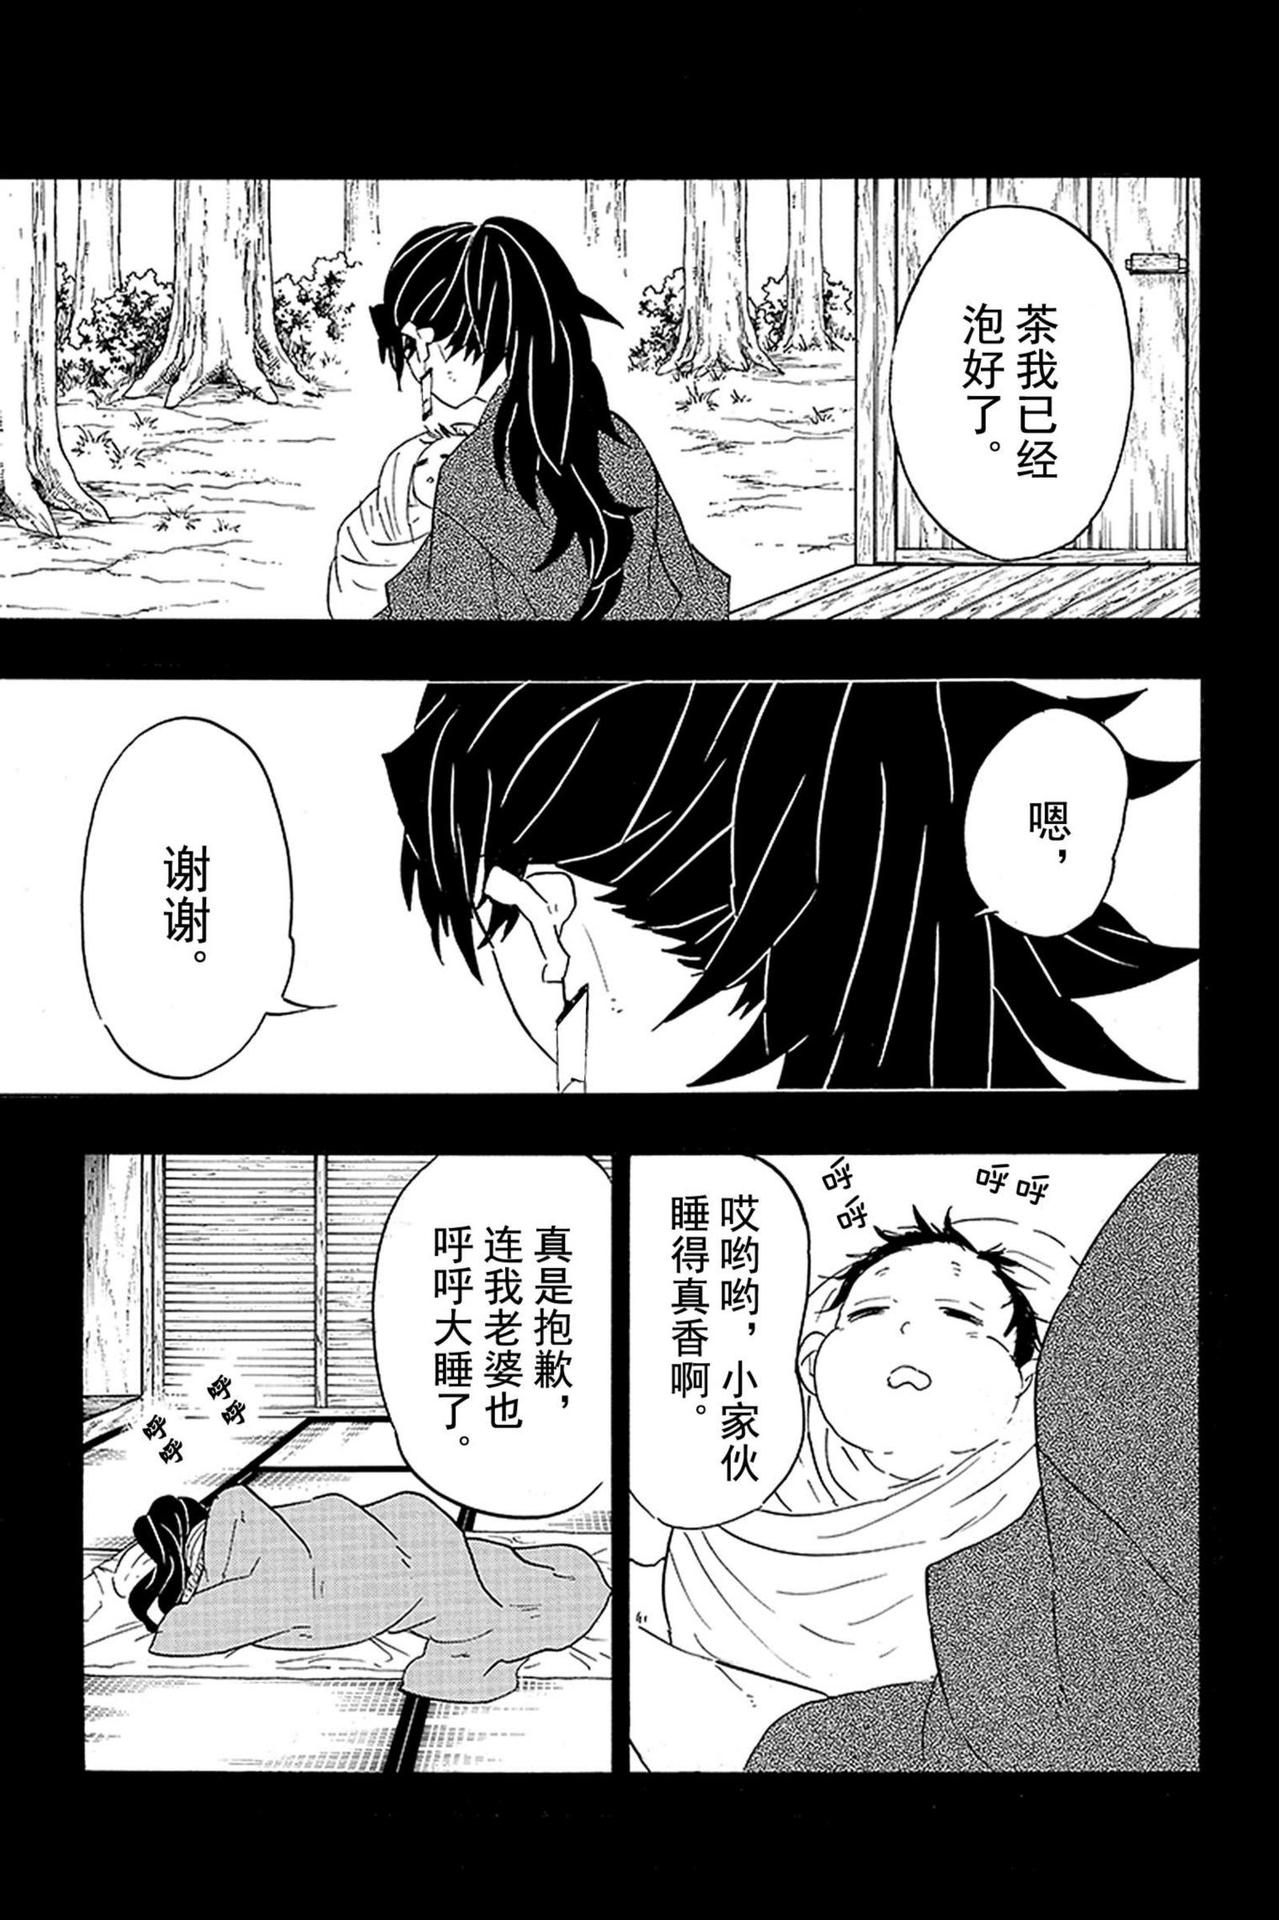 茶我已经
泡好了。
嗯，
谢谢。
呼呼
咕咕
哎哟哟，小家伙
睡得真香啊。
真是抱歉，
连我老婆也
呼呼大睡了。
呼呼
呼呼